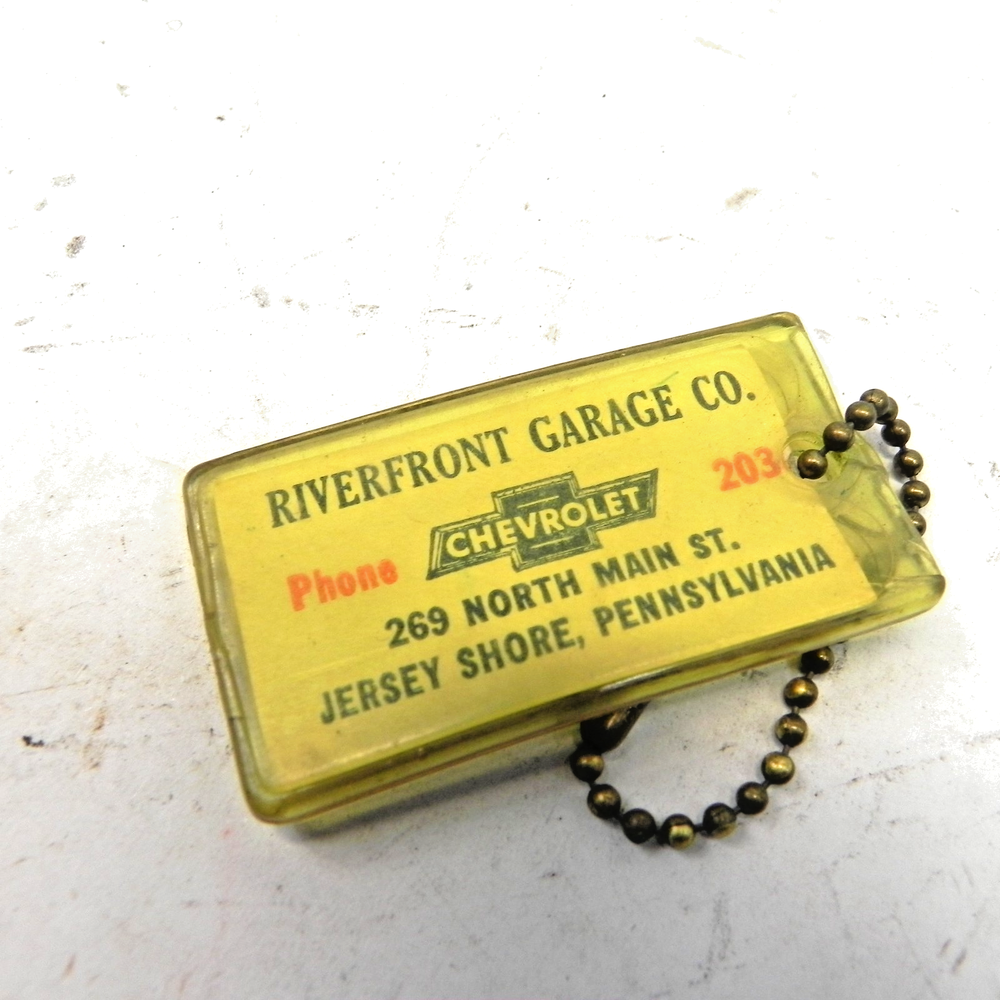 RIVERFRONT GARAGE CO.
CHEVROLET
Phone 203
269 NORTH MAIN ST.
JERSEY SHORE, PENNSYLVANIA